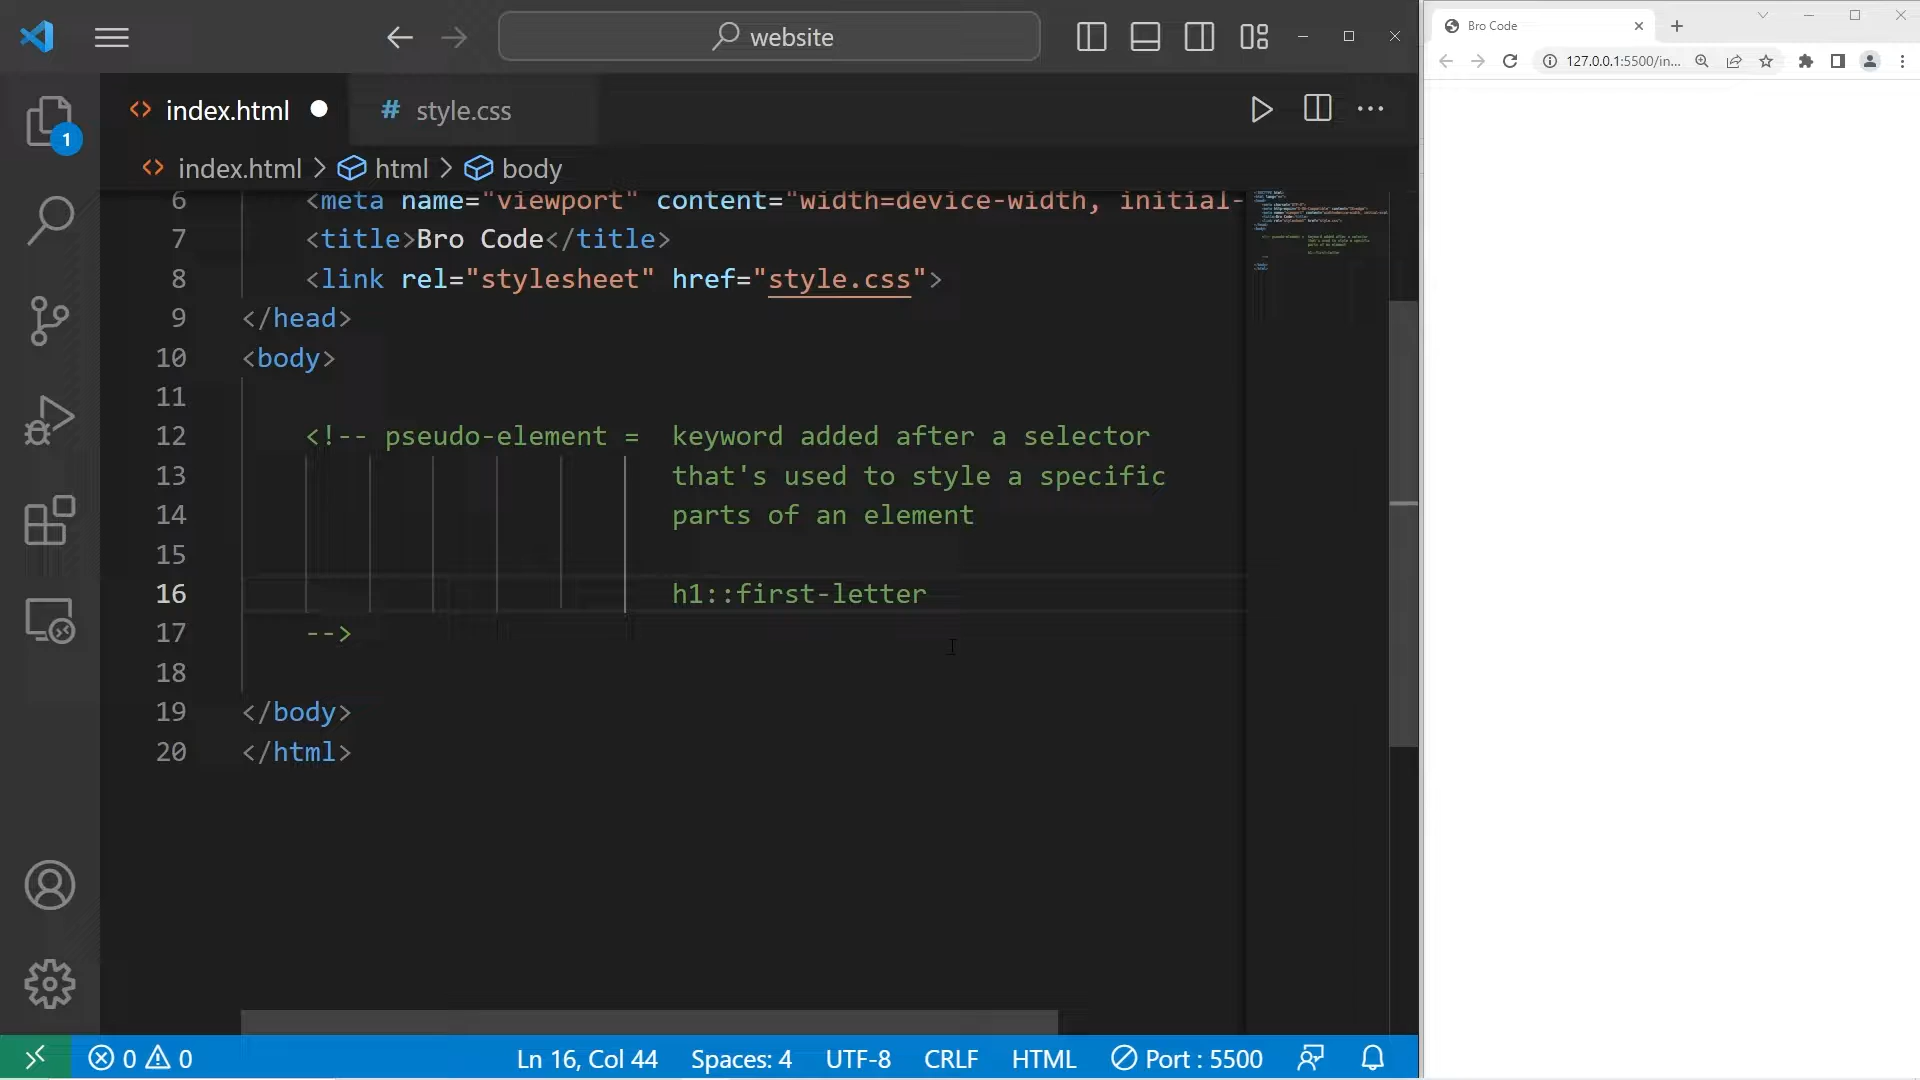 website
index.html
# style.css
index.html > html > body
6 <meta name="viewport" content="width=device-width, initial-
7 <title>Bro Code</title>
8 <link rel="stylesheet" href="style.css">
9 </head>
10 <body>
11
12 <!-- pseudo-element = keyword added after a selector
13 that's used to style a specific
14 parts of an element
15
16 h1::first-letter
17 -->
18
19 </body>
20 </html>
1
0 0
Ln 16, Col 44
Spaces: 4
UTF-8
CRLF
HTML
Port : 5500
Bro Code
127.0.0.1:5500/in...